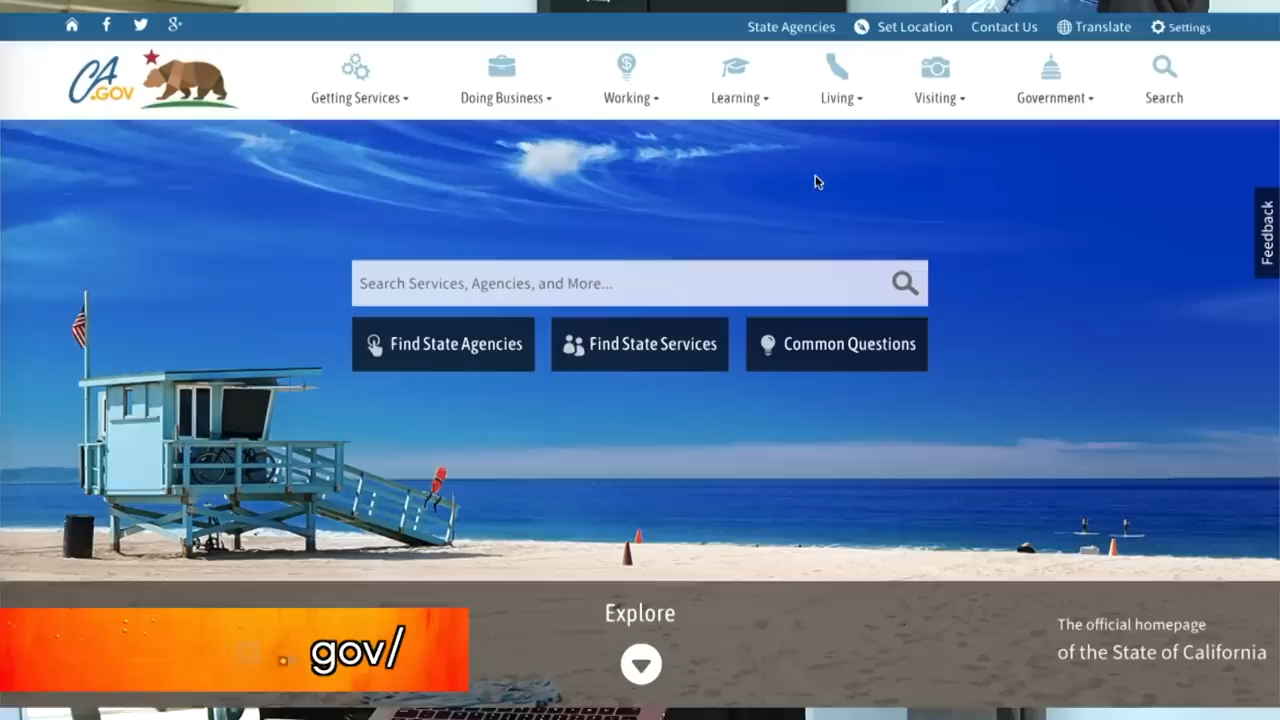 State Agencies
Set Location
Contact Us
Translate
Settings
CA.GOV
Getting Services
Doing Business
Working
Learning
Living
Visiting
Government
Search
Feedback
Search Services, Agencies, and More...
Find State Agencies
Find State Services
Common Questions
Explore
The official homepage
of the State of California
. gov/